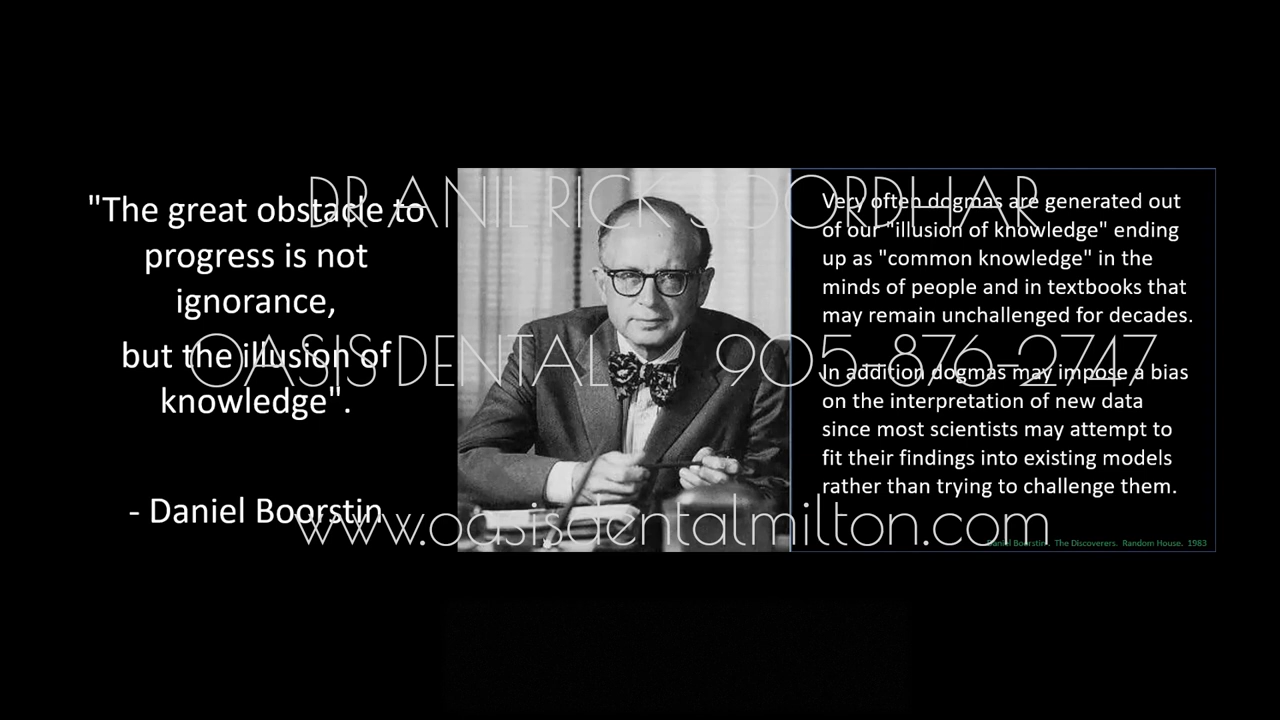 "The great obstacle to
progress is not
ignorance,
but the illusion of
knowledge".
- Daniel Boorstin
Very often dogmas are generated out
of our "illusion of knowledge" ending
up as "common knowledge" in the
minds of people and in textbooks that
may remain unchallenged for decades.
In addition dogmas may impose a bias
on the interpretation of new data
since most scientists may attempt to
fit their findings into existing models
rather than trying to challenge them.
Daniel Boorstin. The Discoverers. Random House. 1983
DR ANIL RICK SOORDHAR
OASIS DENTAL 905-876-2747
www.oasisdentalmilton.com